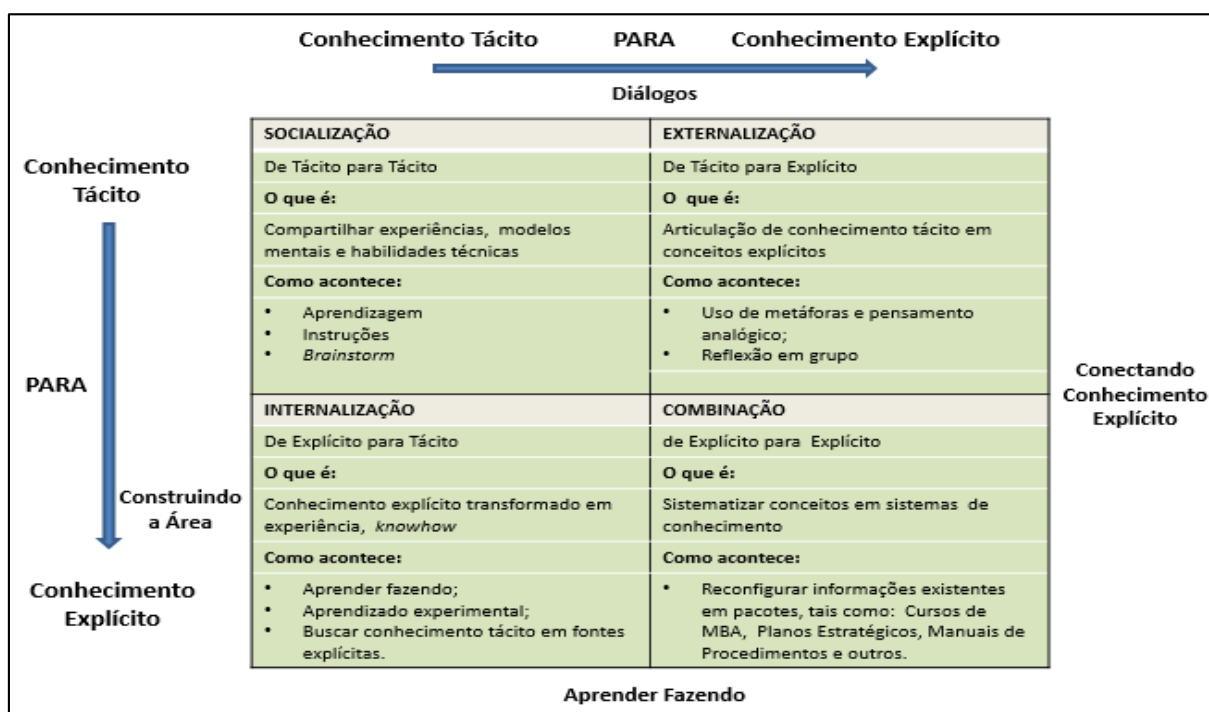 Conhecimento Tácito PARA Conhecimento Explícito
Diálogos
Conhecimento
Tácito
PARA
Construindo
a Área
Conhecimento
Explícito
SOCIALIZAÇÃO
De Tácito para Tácito
O que é:
Compartilhar experiências, modelos
mentais e habilidades técnicas
Como acontece:
• Aprendizagem
• Instruções
• Brainstorm
EXTERNALIZAÇÃO
De Tácito para Explícito
O que é:
Articulação de conhecimento tácito em
conceitos explícitos
Como acontece:
• Uso de metáforas e pensamento
analógico;
• Reflexão em grupo
INTERNALIZAÇÃO
De Explícito para Tácito
O que é:
Conhecimento explícito transformado em
experiência, knowhow
Como acontece:
• Aprender fazendo;
• Aprendizado experimental;
• Buscar conhecimento tácito em fontes
explícitas.
COMBINAÇÃO
de Explícito para Explícito
O que é:
Sistematizar conceitos em sistemas de
conhecimento
Como acontece:
• Reconfigurar informações existentes
em pacotes, tais como: Cursos de
MBA, Planos Estratégicos, Manuais de
Procedimentos e outros.
Conectando
Conhecimento
Explícito
Aprender Fazendo